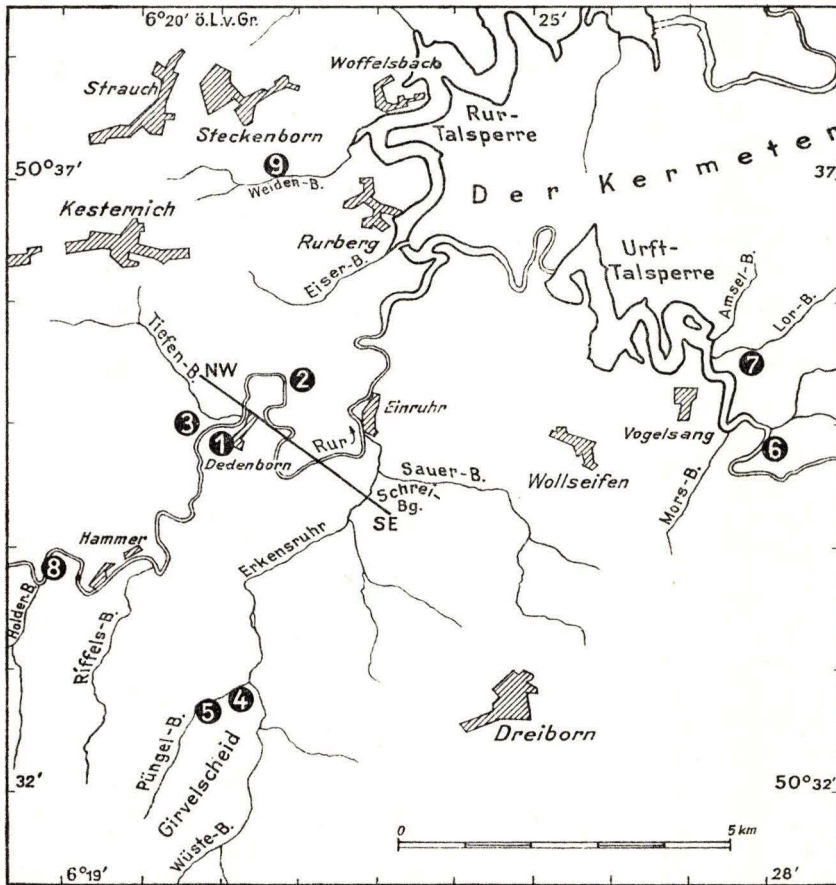 6°20' ö.L.v.Gr.
25'
Strauch
Steckenborn
Woffelsbach
Rur-
Talsperre
50°37'
9
Weiden-B.
Der Kermeter
37'
Kesternich
Rurberg
Eiser-B.
Urft-
Talsperre
Amsel-B.
Lor-B.
Tiefen-B.
NW
2
7
3
1
Dedenborn
Einruhr
Rur
Vogelsang
6
Wollseifen
Sauer-B.
Schrei-
Bg.
SE
Mors-B.
Hammer
8
Holder-B.
Riffels-B.
Erkensruhr
5
4
Püngel-B.
Girvelscheid
Wüste-B.
Dreiborn
32'
50°32'
0
5 km
6°19'
28'